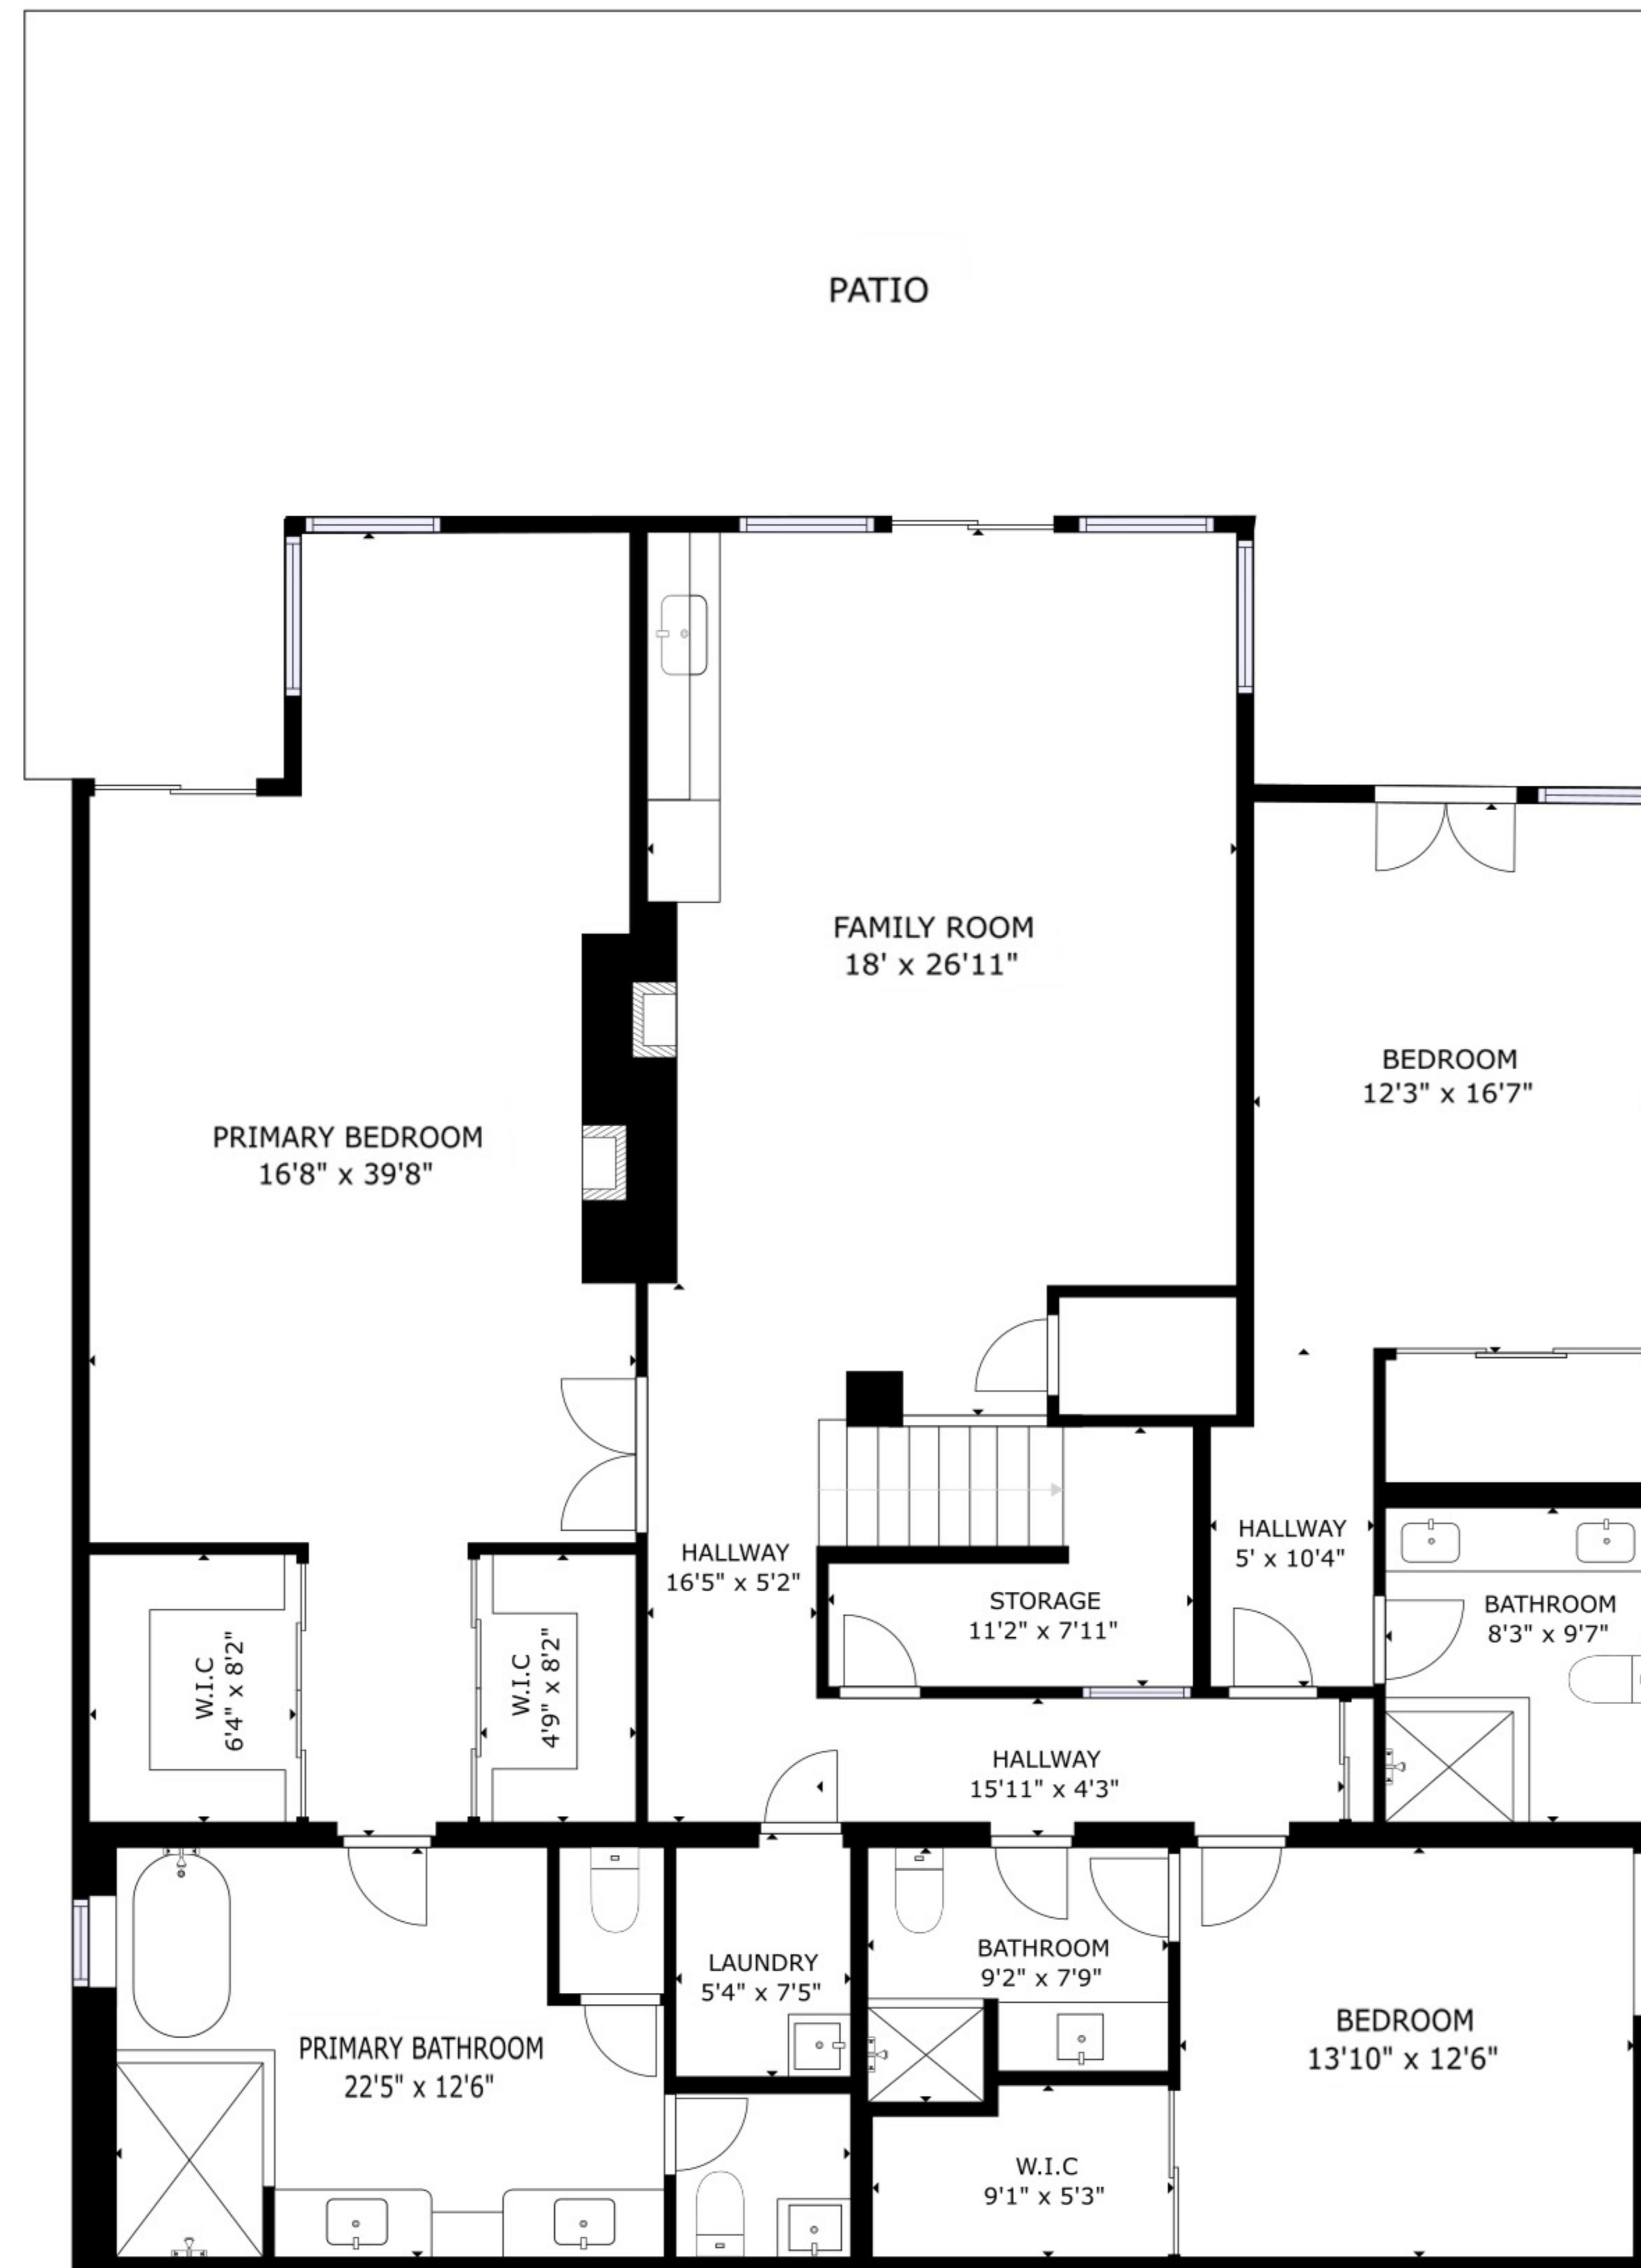 PATIO
FAMILY ROOM
18' x 26'11"
BEDROOM
12'3" x 16'7"
PRIMARY BEDROOM
16'8" x 39'8"
HALLWAY
5' x 10'4"
HALLWAY
16'5" x 5'2"
STORAGE
11'2" x 7'11"
BATHROOM
8'3" x 9'7"
W.I.C
6'4" x 8'2"
W.I.C
4'9" x 8'2"
HALLWAY
15'11" x 4'3"
LAUNDRY
5'4" x 7'5"
BATHROOM
9'2" x 7'9"
BEDROOM
13'10" x 12'6"
PRIMARY BATHROOM
22'5" x 12'6"
W.I.C
9'1" x 5'3"